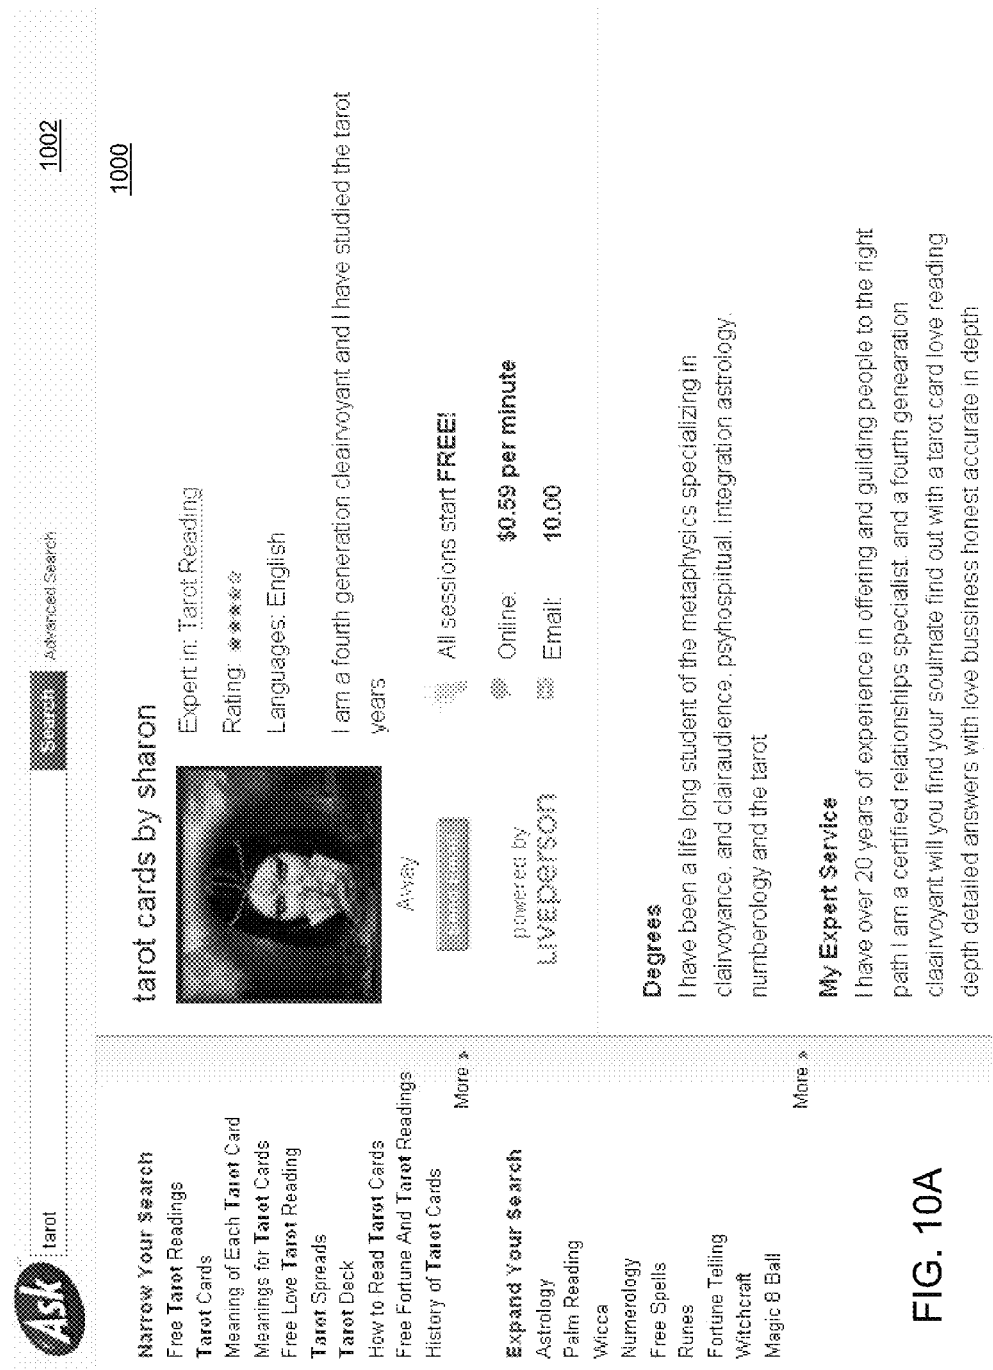 Ask
tarot
Search
Advanced Search
1002
Narrow Your Search
Free Tarot Readings
Tarot Cards
Meaning of Each Tarot Card
Meanings for Tarot Cards
Free Love Tarot Reading
Tarot Spreads
Tarot Deck
How to Read Tarot Cards
Free Fortune And Tarot Readings
History of Tarot Cards
More »
Expand Your Search
Astrology
Palm Reading
Wicca
Numerology
Free Spells
Runes
Fortune Telling
Witchcraft
Magic 8 Ball
More »
1000
tarot cards by sharon
Expert in: Tarot Reading
Rating:
Languages: English
I am a fourth generation cleairvoyant and I have studied the tarot
years
Away
powered by
LIVEPERSON
All sessions start FREE!
Online: $0.59 per minute
Email: 10.00
Degrees
I have been a life long student of the metaphysics specializing in
clairvoyance, and clairaudience, psyhospiitual, integration astrology,
numberology and the tarot
My Expert Service
I have over 20 years of experience in offering and guilding people to the right
path I am a certified relationships specialist, and a fourth genearation
claairvoyant will you find your soulmate find out with a tarot card love reading
depth detailed answers with love bussiness honest accurate in depth
FIG. 10A